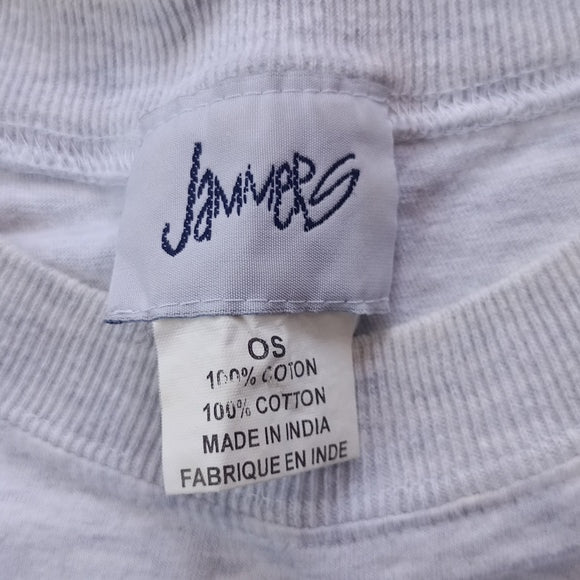 Jammers
OS
100% COTON
100% COTTON
MADE IN INDIA
FABRIQUE EN INDE